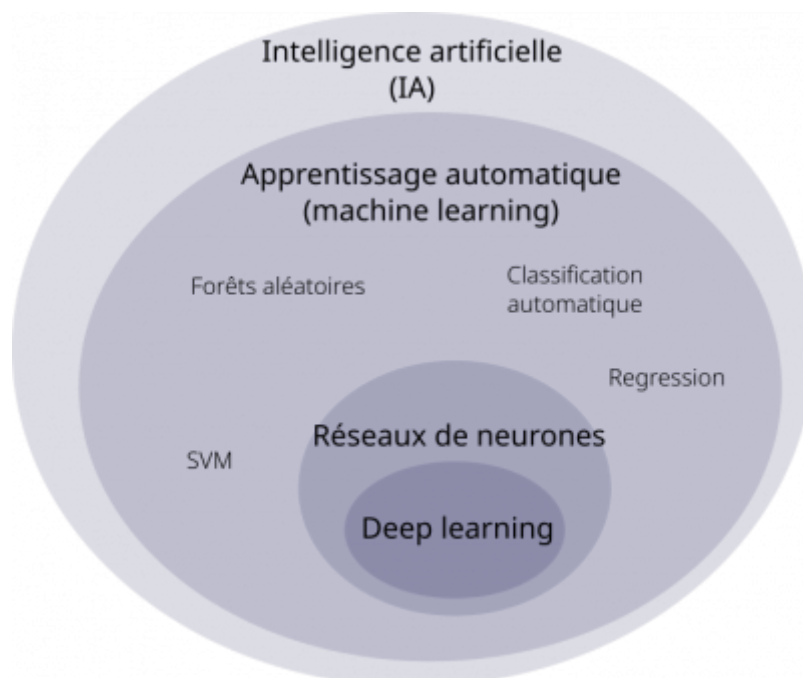 Intelligence artificielle
(IA)
Apprentissage automatique
(machine learning)
Forêts aléatoires
Classification
automatique
Regression
Réseaux de neurones
SVM
Deep learning